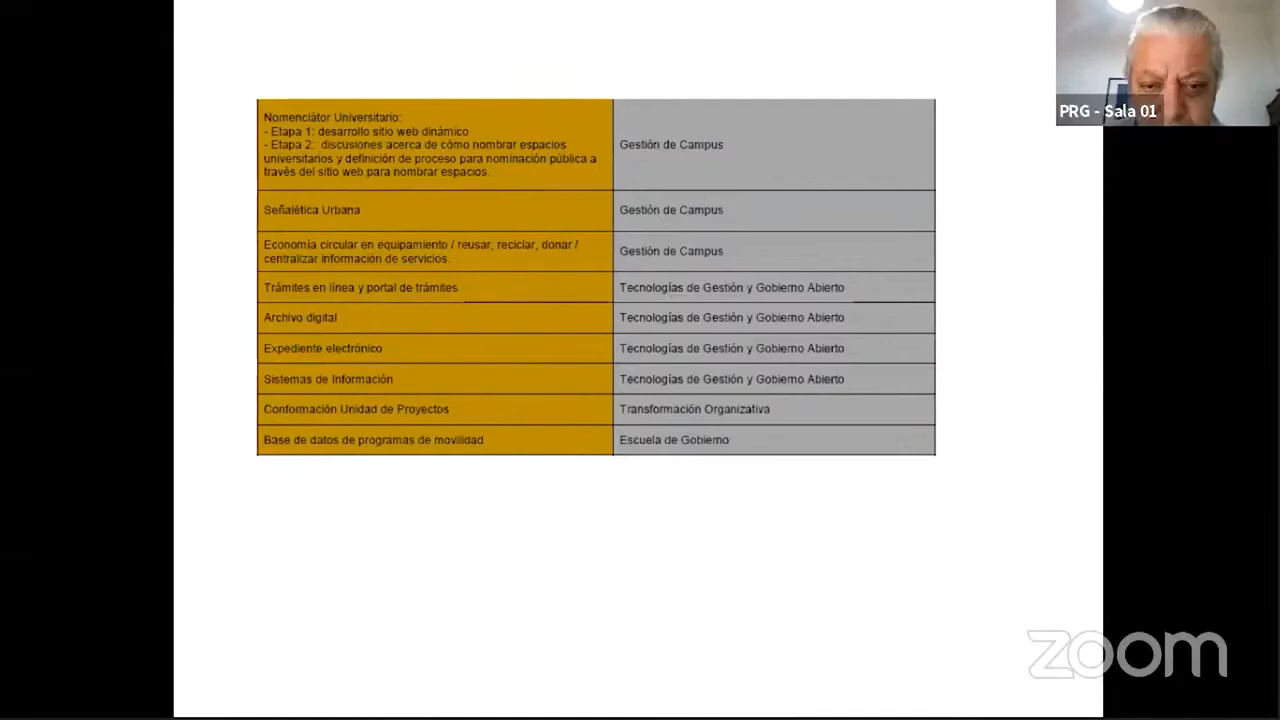 Nomenclátor Universitario:
- Etapa 1: desarrollo sitio web dinámico
- Etapa 2: discusiones acerca de cómo nombrar espacios
universitarios y definición de proceso para nominación pública a
través del sitio web para nombrar espacios.
Gestión de Campus
Señalética Urbana
Gestión de Campus
Economía circular en equipamiento / reusar, reciclar, donar /
centralizar información de servicios.
Gestión de Campus
Trámites en línea y portal de trámites
Tecnologías de Gestión y Gobierno Abierto
Archivo digital
Tecnologías de Gestión y Gobierno Abierto
Expediente electrónico
Tecnologías de Gestión y Gobierno Abierto
Sistemas de Información
Tecnologías de Gestión y Gobierno Abierto
Conformación Unidad de Proyectos
Transformación Organizativa
Base de datos de programas de movilidad
Escuela de Gobierno
PRG - Sala 01
zoom